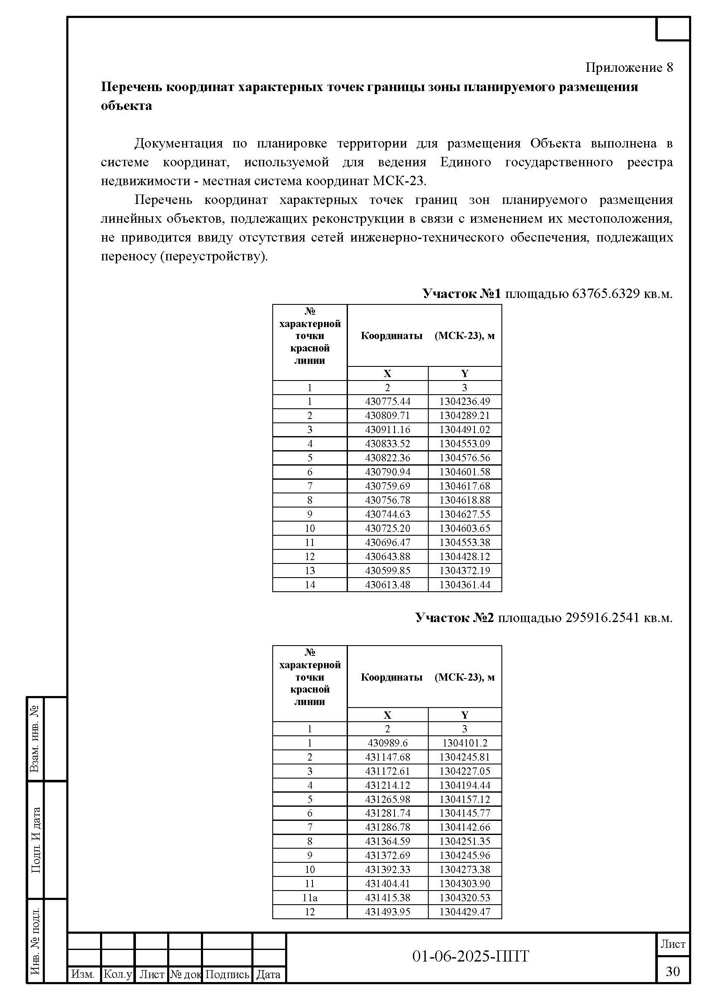 Приложение 8
Перечень координат характерных точек границы зоны планируемого размещения
объекта
Документация по планировке территории для размещения Объекта выполнена в
системе координат, используемой для ведения Единого государственного реестра
недвижимости - местная система координат МСК-23.
Перечень координат характерных точек границ зон планируемого размещения
линейных объектов, подлежащих реконструкции в связи с изменением их местоположения,
не приводится ввиду отсутствия сетей инженерно-технического обеспечения, подлежащих
переносу (переустройству).
Участок №1 площадью 63765.6329 кв.м.
№
характерной
точки
красной
линии
Координаты (МСК-23), м
X Y
1 2 3
1 430775.44 1304236.49
2 430809.71 1304289.21
3 430911.16 1304491.02
4 430833.52 1304553.09
5 430822.36 1304576.56
6 430790.94 1304601.58
7 430759.69 1304617.68
8 430756.78 1304618.88
9 430744.63 1304627.55
10 430725.20 1304603.65
11 430696.47 1304553.38
12 430643.88 1304428.12
13 430599.85 1304372.19
14 430613.48 1304361.44
Участок №2 площадью 295916.2541 кв.м.
№
характерной
точки
красной
линии
Координаты (МСК-23), м
X Y
1 2 3
1 430989.6 1304101.2
2 431147.68 1304245.81
3 431172.61 1304227.05
4 431214.12 1304194.44
5 431265.98 1304157.12
6 431281.74 1304145.77
7 431286.78 1304142.66
8 431364.59 1304251.35
9 431372.69 1304245.96
10 431392.33 1304273.38
11 431404.41 1304303.90
11а 431415.38 1304320.53
12 431493.95 1304429.47
Взам. инв. №
Подп. И дата
Инв. № подл.
Изм. Кол.у Лист № док Подпись Дата
01-06-2025-ППТ
Лист
30